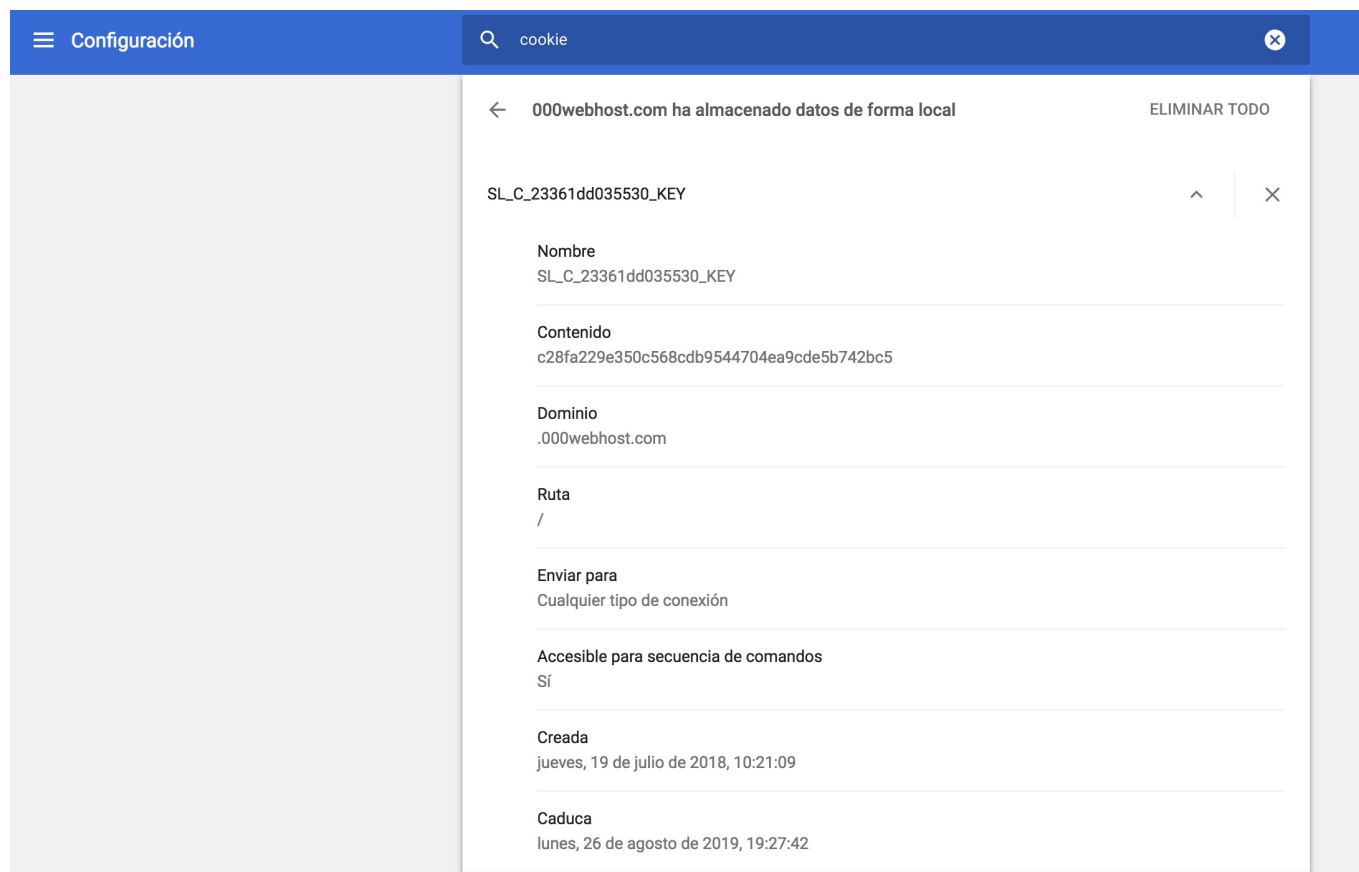 Configuración
cookie
000webhost.com ha almacenado datos de forma local
ELIMINAR TODO
SL_C_23361dd035530_KEY
Nombre
SL_C_23361dd035530_KEY
Contenido
c28fa229e350c568cdb9544704ea9cde5b742bc5
Dominio
.000webhost.com
Ruta
/
Enviar para
Cualquier tipo de conexión
Accesible para secuencia de comandos
Sí
Creada
jueves, 19 de julio de 2018, 10:21:09
Caduca
lunes, 26 de agosto de 2019, 19:27:42